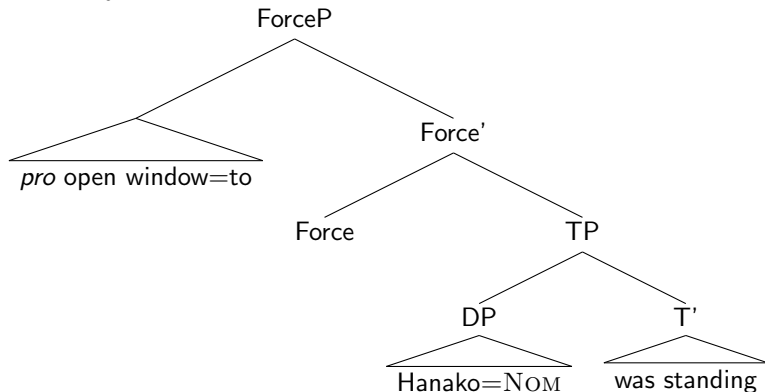 ForceP
Force'
pro open window=to
Force TP
DP T'
Hanako=NOM was standing